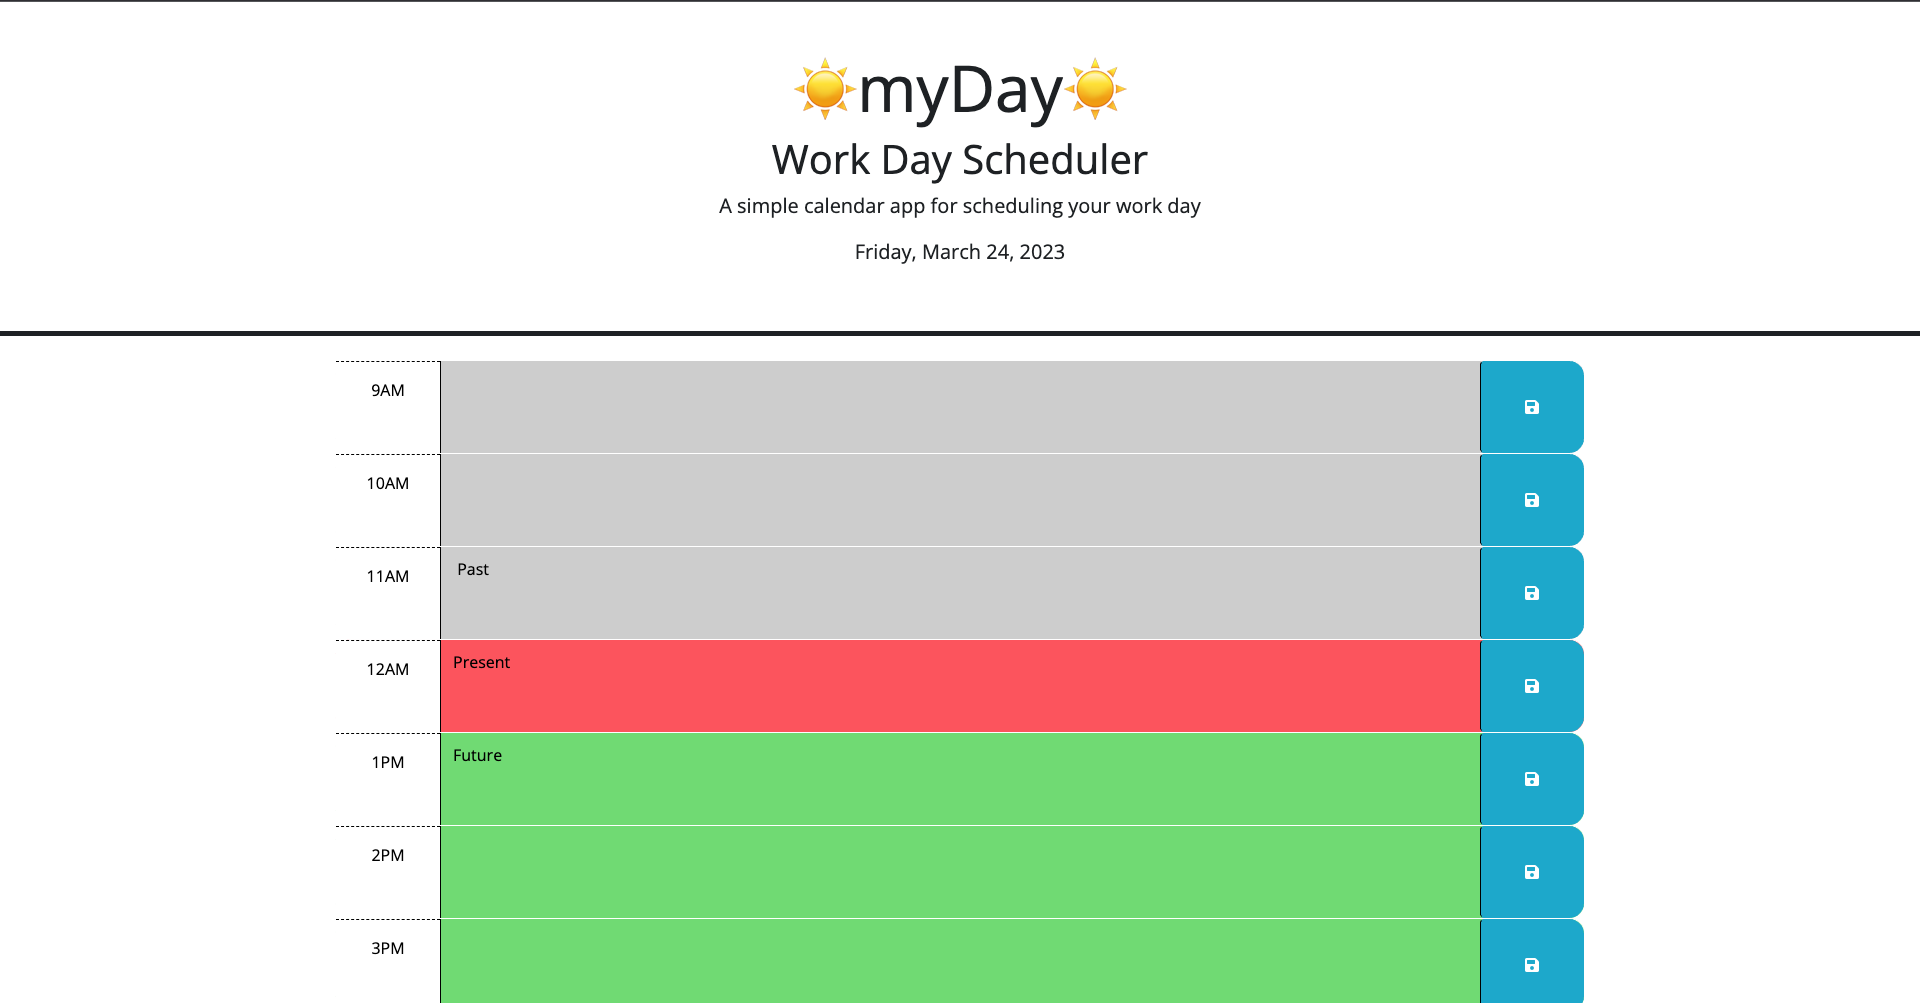 ☀️myDay☀️
Work Day Scheduler
A simple calendar app for scheduling your work day
Friday, March 24, 2023
9AM
10AM
11AM
Past
12AM
Present
1PM
Future
2PM
3PM